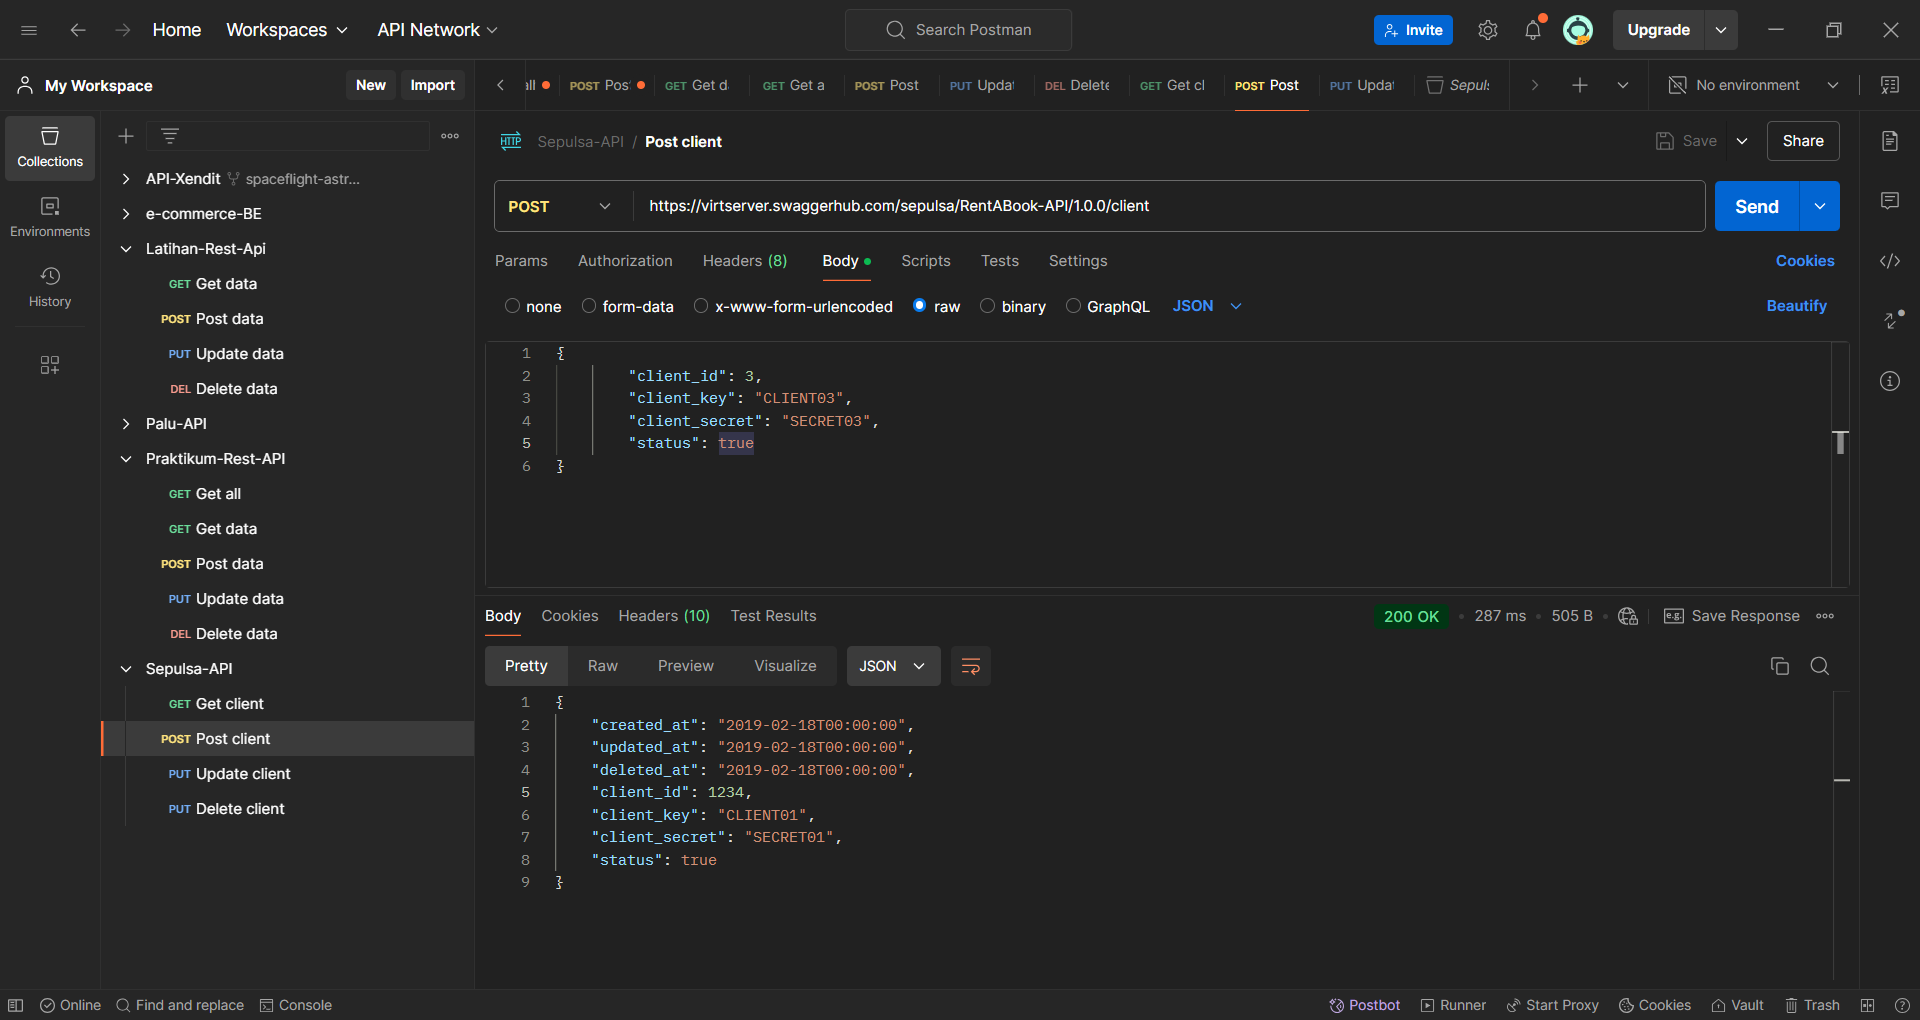 Home Workspaces API Network Search Postman Invite Upgrade
My Workspace New Import
ll POST Pos GET Get d GET Get a POST Post PUT Updat DEL Delete GET Get cl POST Post PUT Updat Sepuls No environment
Collections
Environments
History
API-Xendit spaceflight-astr...
e-commerce-BE
Latihan-Rest-Api
GET Get data
POST Post data
PUT Update data
DEL Delete data
Palu-API
Praktikum-Rest-API
GET Get all
GET Get data
POST Post data
PUT Update data
DEL Delete data
Sepulsa-API
GET Get client
POST Post client
PUT Update client
PUT Delete client
HTTP Sepulsa-API / Post client Save Share
POST https://virtserver.swaggerhub.com/sepulsa/RentABook-API/1.0.0/client Send
Params Authorization Headers (8) Body Scripts Tests Settings Cookies
none form-data x-www-form-urlencoded raw binary GraphQL JSON Beautify
1 {
2 "client_id": 3,
3 "client_key": "CLIENT03",
4 "client_secret": "SECRET03",
5 "status": true
6 }
Body Cookies Headers (10) Test Results 200 OK • 287 ms • 505 B • e.g. Save Response
Pretty Raw Preview Visualize JSON
1 {
2 "created_at": "2019-02-18T00:00:00",
3 "updated_at": "2019-02-18T00:00:00",
4 "deleted_at": "2019-02-18T00:00:00",
5 "client_id": 1234,
6 "client_key": "CLIENT01",
7 "client_secret": "SECRET01",
8 "status": true
9 }
Online Find and replace Console Postbot Runner Start Proxy Cookies Vault Trash